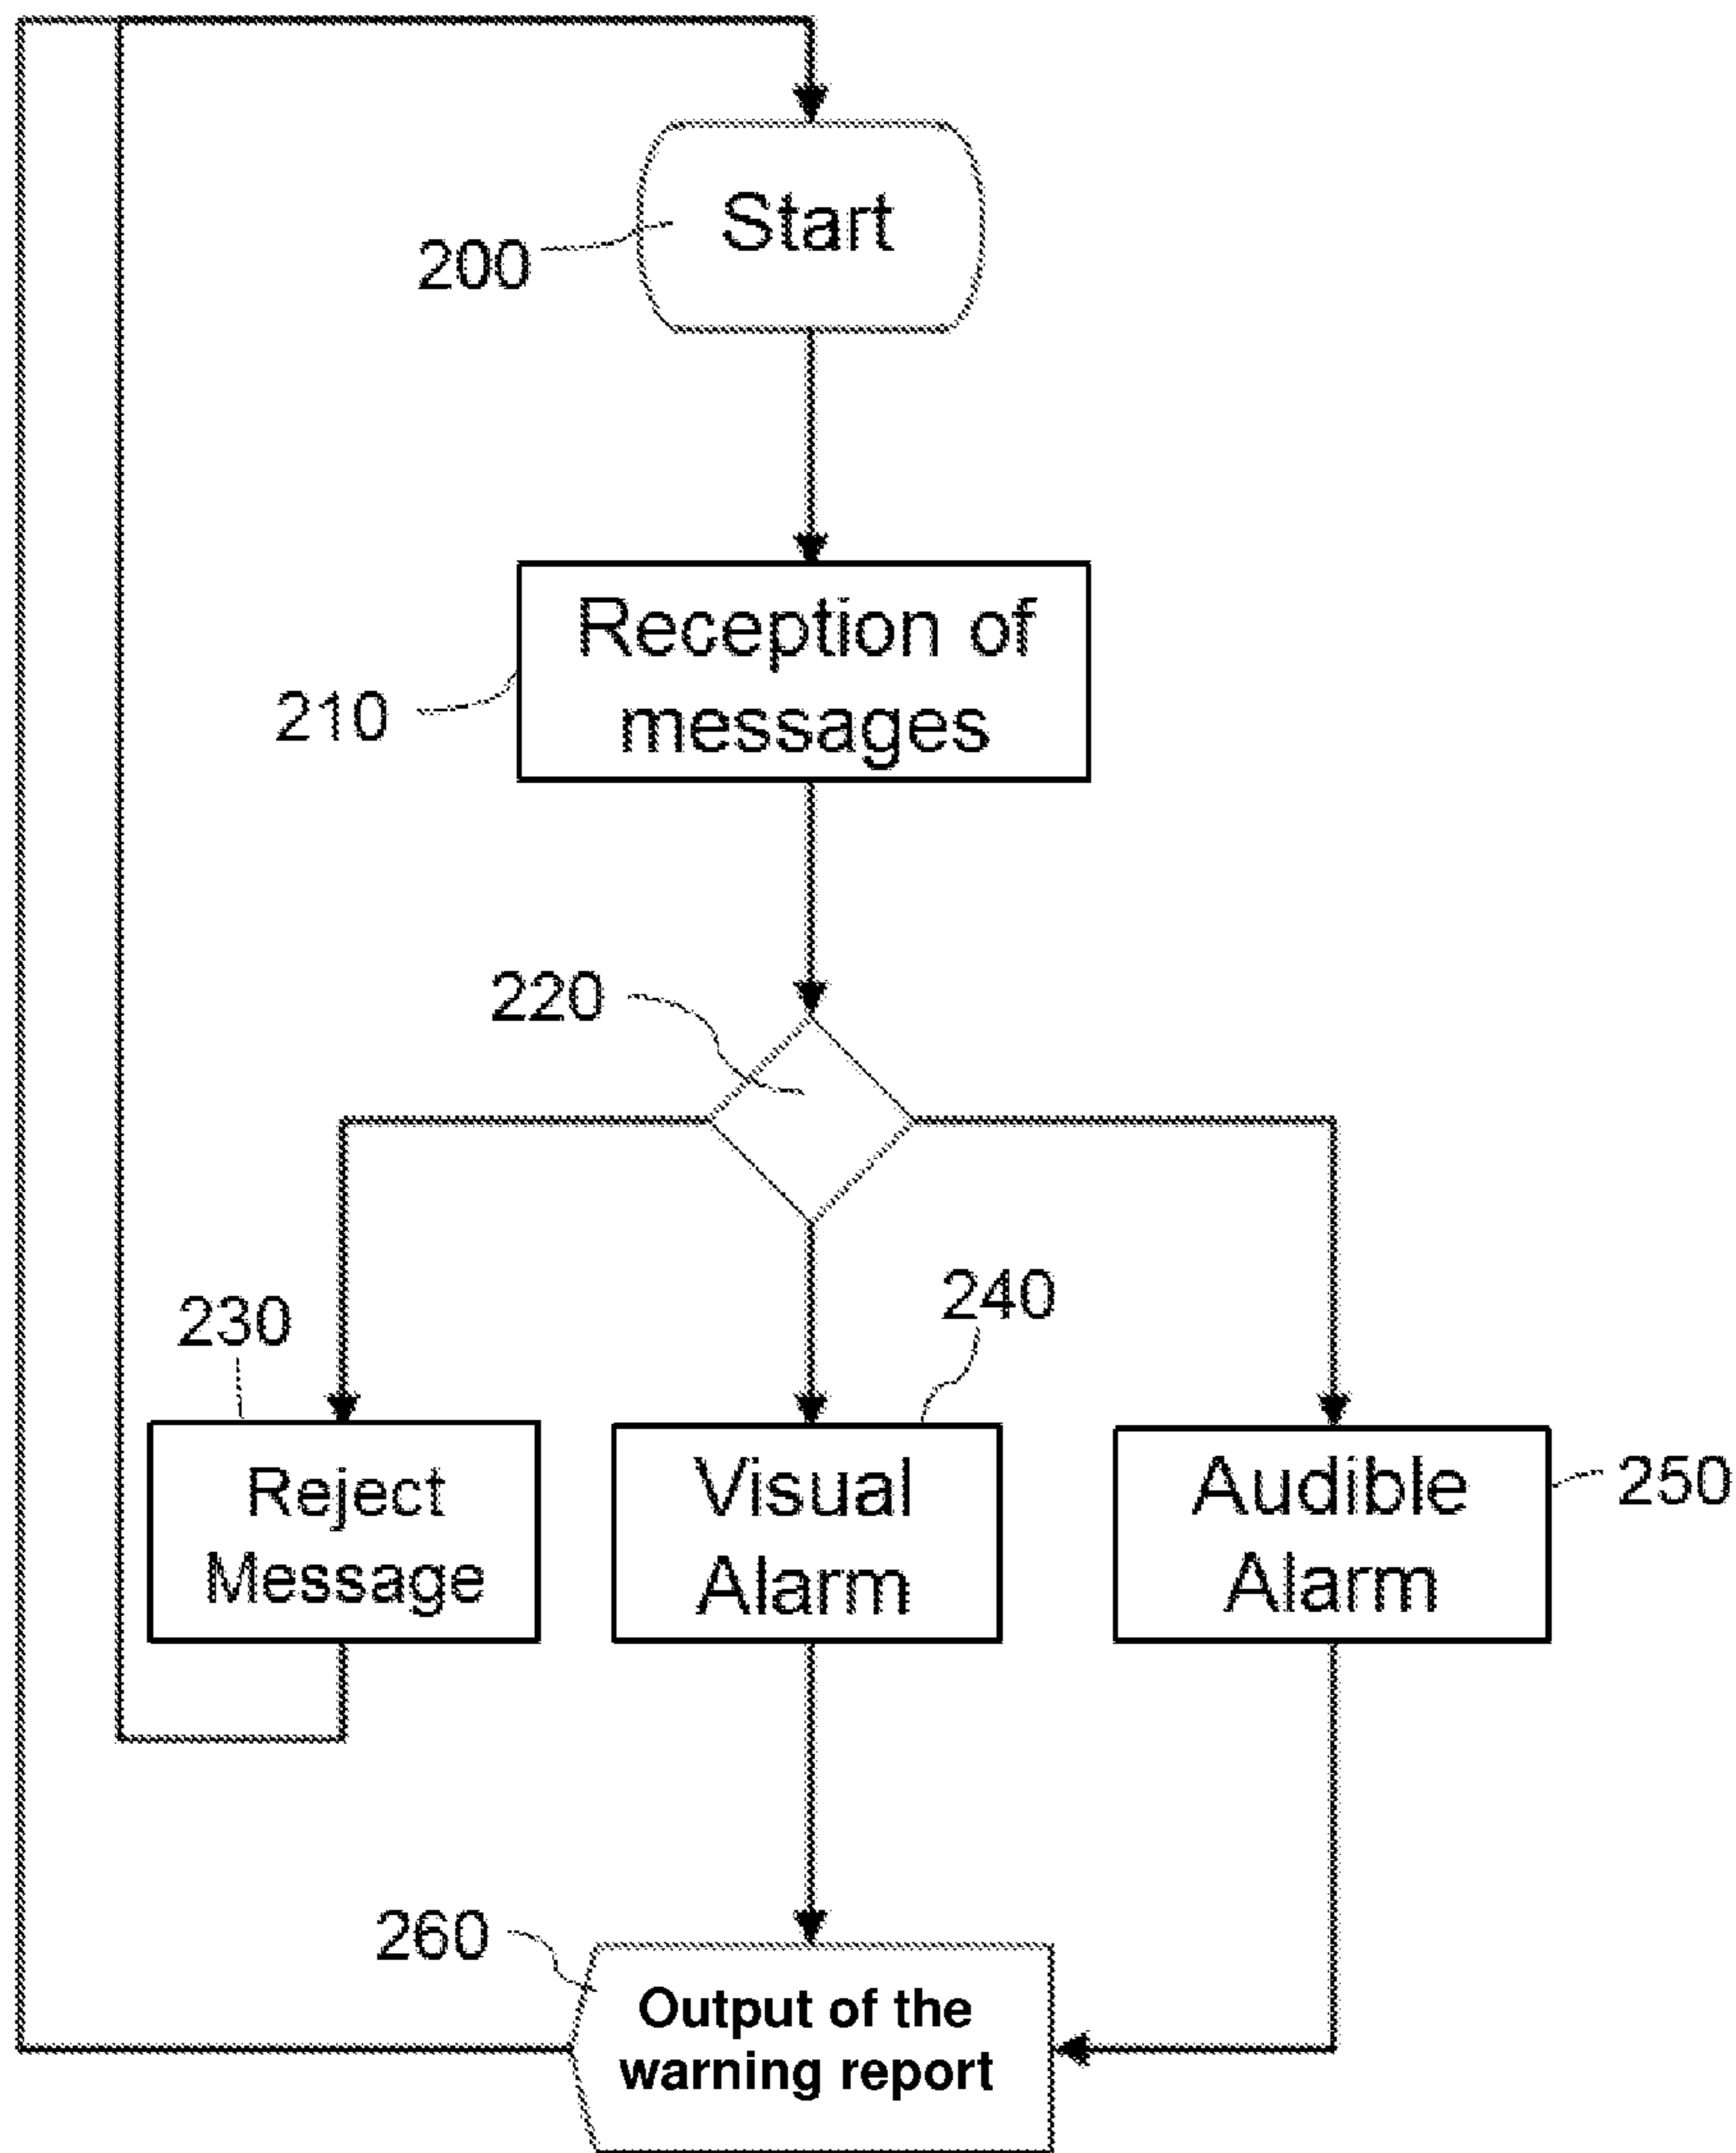 Start
200
Reception of
messages
210
220
240
230
Reject
Message
Visual
Alarm
Audible
Alarm
250
260
Output of the
warning report